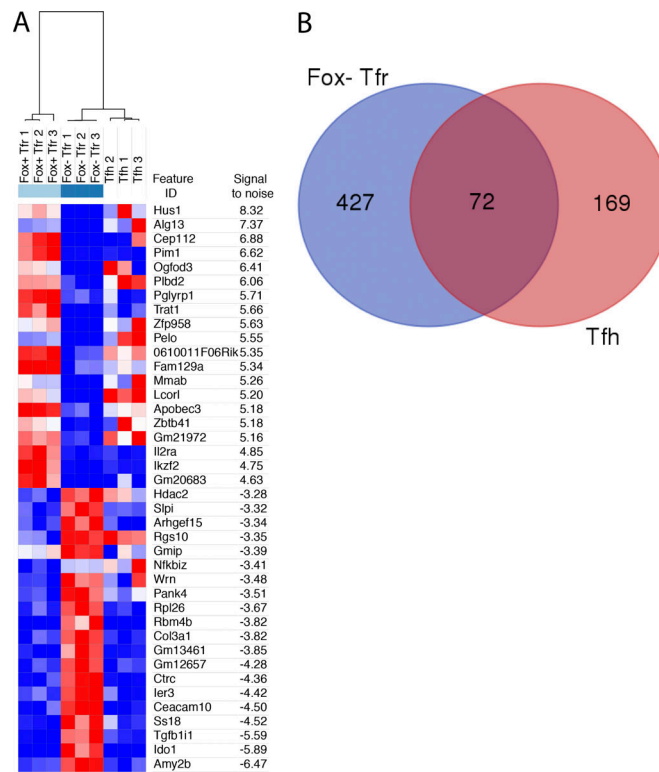 A
B
Fox+ Tfr 1
Fox+ Tfr 2
Fox+ Tfr 3
Fox- Tfr 1
Fox- Tfr 2
Fox- Tfr 3
Tfh 2
Tfh 1
Tfh 3
Feature ID
Signal to noise
Hus1 8.32
Alg13 7.37
Cep112 6.88
Pim1 6.62
Ogfod3 6.41
Plbd2 6.06
Pglyrp1 5.71
Trat1 5.66
Zfp958 5.63
Pelo 5.55
0610011F06Rik 5.35
Fam129a 5.34
Mmab 5.26
Lcorl 5.20
Apobec3 5.18
Zbtb41 5.18
Gm21972 5.16
Il2ra 4.85
Ikzf2 4.75
Gm20683 4.63
Hdac2 -3.28
Slpi -3.32
Arhgef15 -3.34
Rgs10 -3.35
Gmip -3.39
Nfkbiz -3.41
Wrn -3.48
Pank4 -3.51
Rpl26 -3.67
Rbm4b -3.82
Col3a1 -3.82
Gm13461 -3.85
Gm12657 -4.28
Ctrc -4.36
Ier3 -4.42
Ceacam10 -4.50
Ss18 -4.52
Tgfb1i1 -5.59
Ido1 -5.89
Amy2b -6.47
Fox- Tfr
427
72
169
Tfh